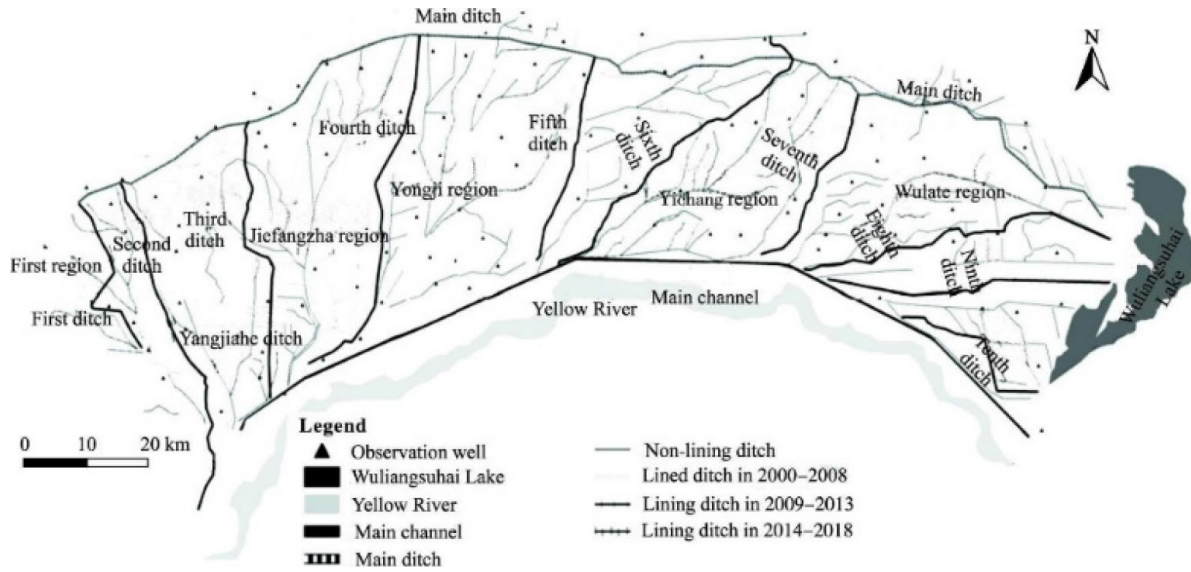 Main ditch
N
Main ditch
Fourth ditch
Fifth
ditch
Sixth
ditch
Seventh
ditch
Yongji region
Yichang region
Wulate region
Third
ditch
Second
ditch
Jiefangzha region
Eighth
ditch
First region
Ninth
ditch
Wuliangsuhai
Lake
First ditch
Yangjiahe ditch
Yellow River
Main channel
Tenth
ditch
0 10 20 km
Legend
Observation well
Wuliangsuhai Lake
Yellow River
Main channel
Main ditch
Non-lining ditch
Lined ditch in 2000–2008
Lining ditch in 2009–2013
Lining ditch in 2014–2018